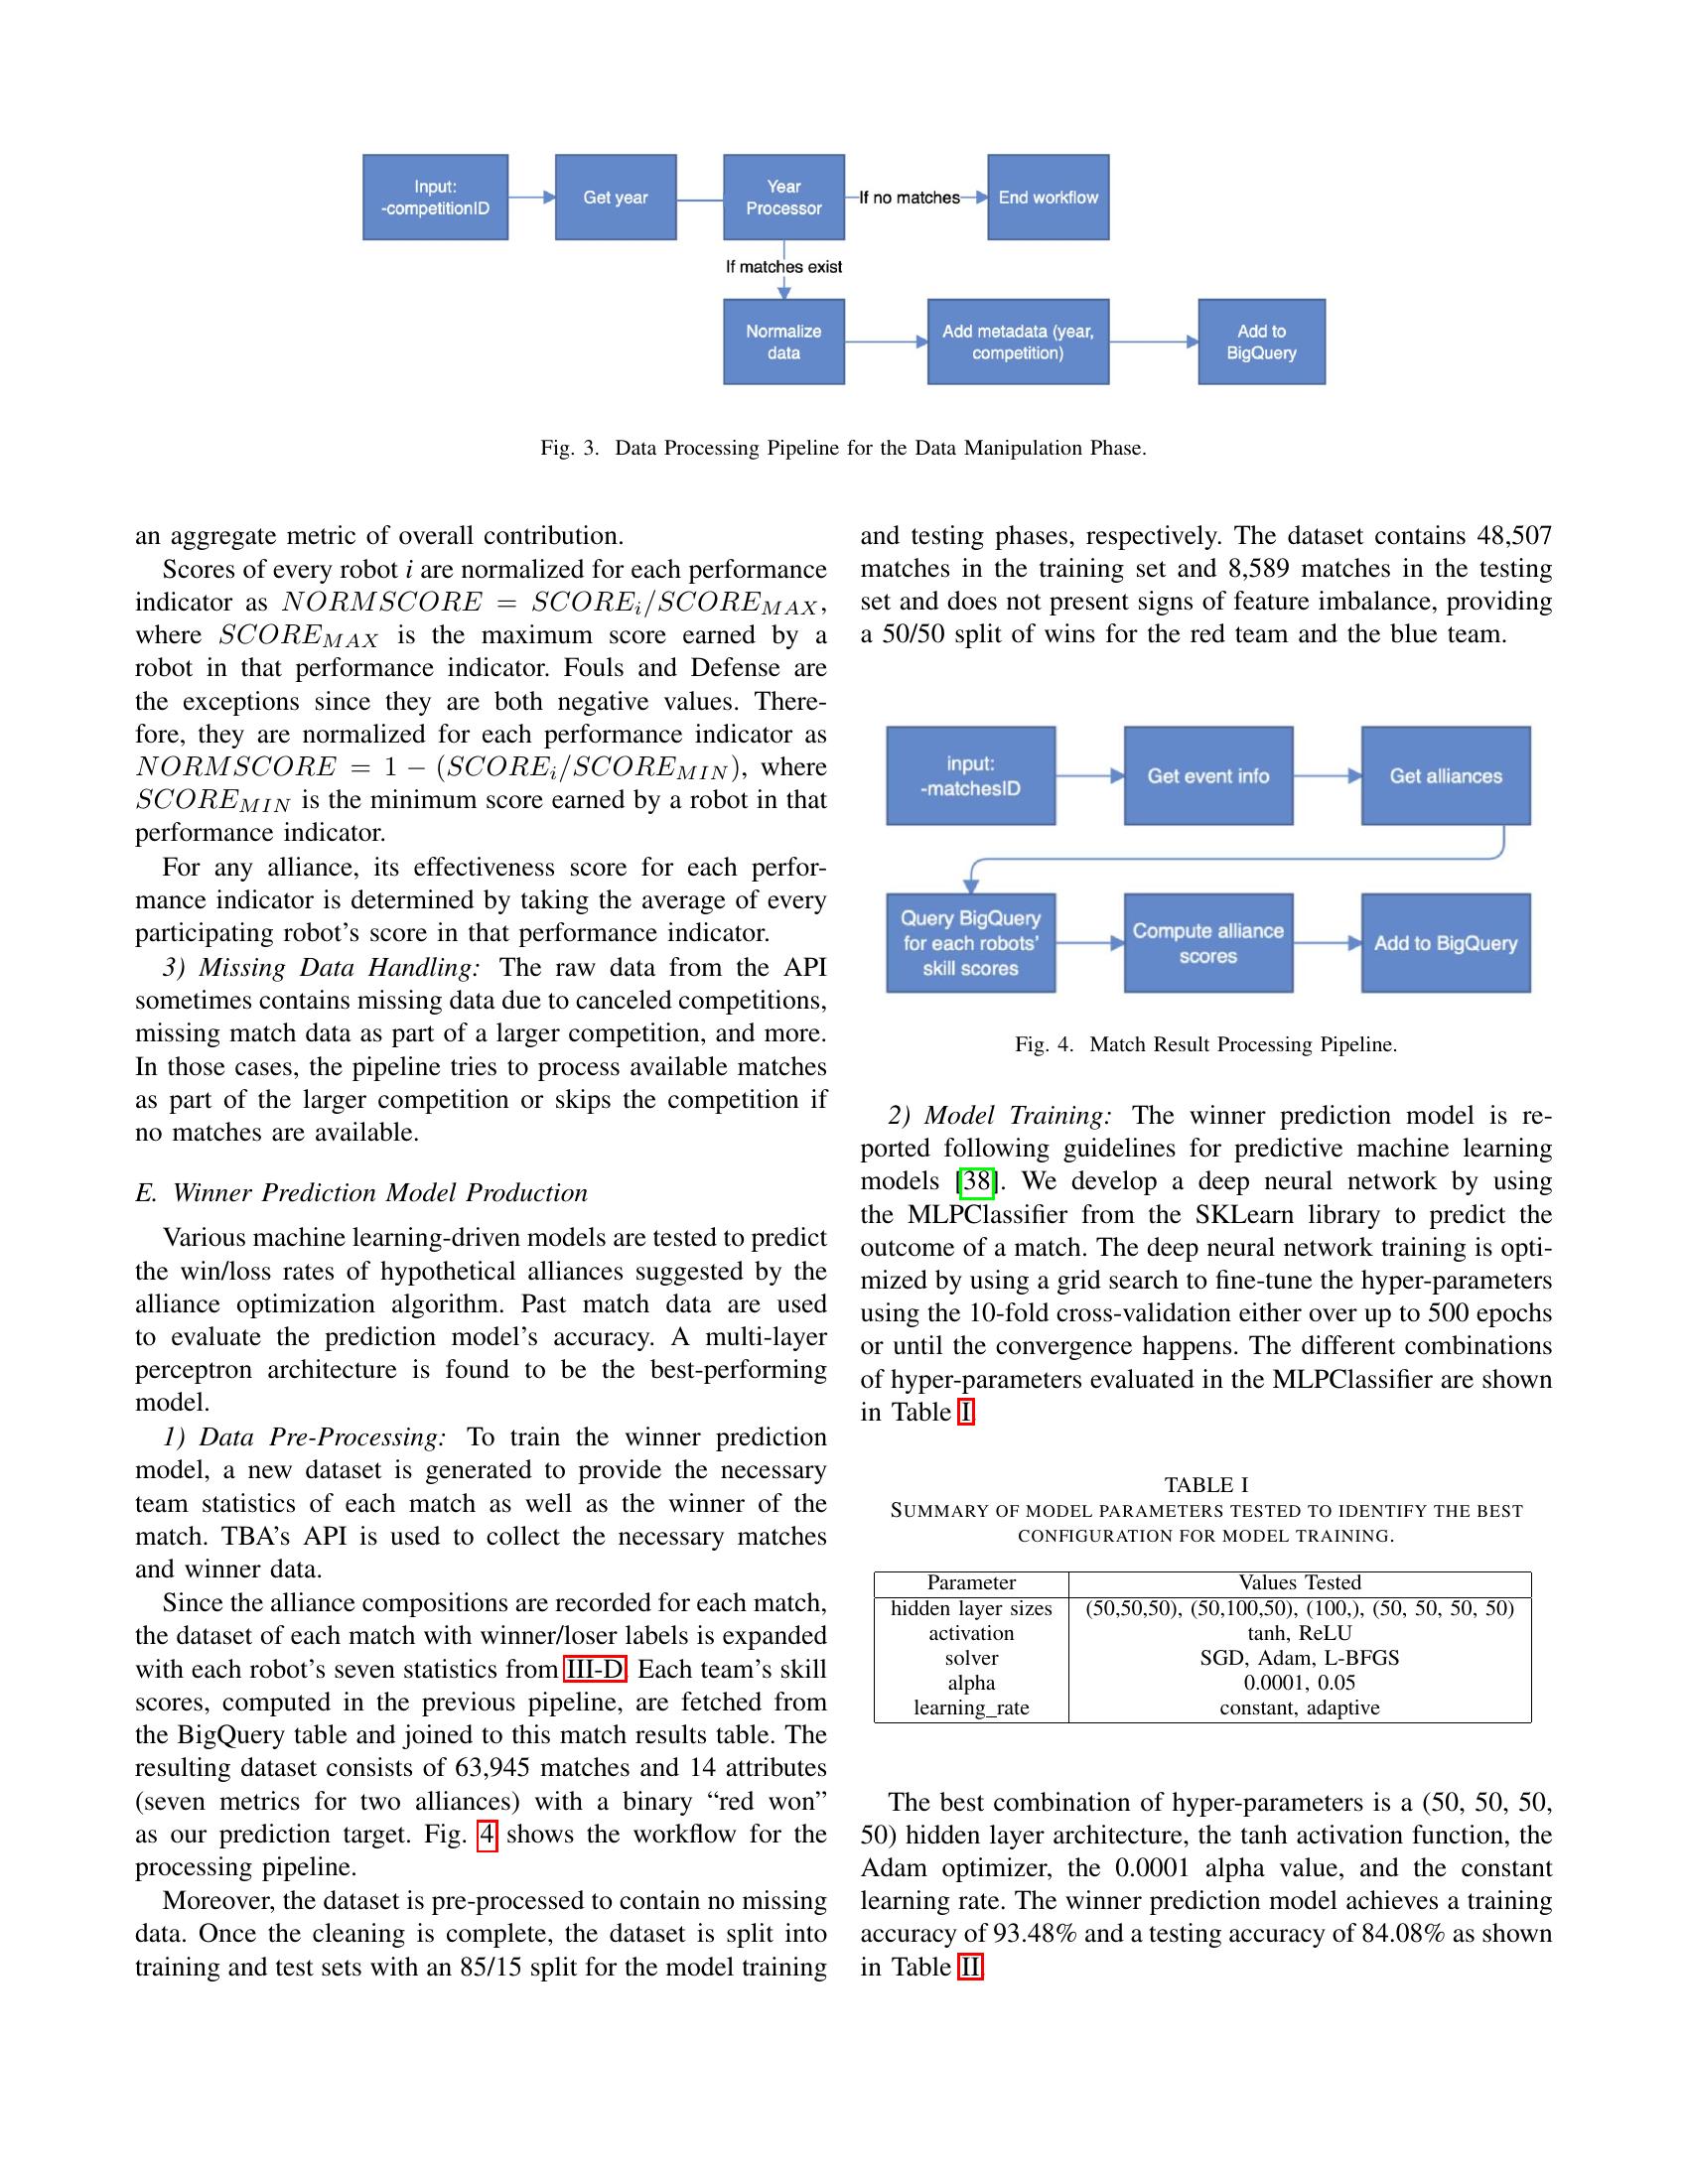 Input:
-competitionID
Get year
Year
Processor
If no matches
End workflow
If matches exist
Normalize
data
Add metadata (year,
competition)
Add to
BigQuery
Fig. 3. Data Processing Pipeline for the Data Manipulation Phase.
an aggregate metric of overall contribution.
Scores of every robot i are normalized for each performance
indicator as NORMSCORE = SCORE_i/SCORE_MAX,
where SCORE_MAX is the maximum score earned by a
robot in that performance indicator. Fouls and Defense are
the exceptions since they are both negative values. There-
fore, they are normalized for each performance indicator as
NORMSCORE = 1 − (SCORE_i/SCORE_MIN), where
SCORE_MIN is the minimum score earned by a robot in that
performance indicator.
For any alliance, its effectiveness score for each perfor-
mance indicator is determined by taking the average of every
participating robot's score in that performance indicator.
3) Missing Data Handling: The raw data from the API
sometimes contains missing data due to canceled competitions,
missing match data as part of a larger competition, and more.
In those cases, the pipeline tries to process available matches
as part of the larger competition or skips the competition if
no matches are available.
E. Winner Prediction Model Production
Various machine learning-driven models are tested to predict
the win/loss rates of hypothetical alliances suggested by the
alliance optimization algorithm. Past match data are used
to evaluate the prediction model's accuracy. A multi-layer
perceptron architecture is found to be the best-performing
model.
1) Data Pre-Processing: To train the winner prediction
model, a new dataset is generated to provide the necessary
team statistics of each match as well as the winner of the
match. TBA's API is used to collect the necessary matches
and winner data.
Since the alliance compositions are recorded for each match,
the dataset of each match with winner/loser labels is expanded
with each robot's seven statistics from III-D. Each team's skill
scores, computed in the previous pipeline, are fetched from
the BigQuery table and joined to this match results table. The
resulting dataset consists of 63,945 matches and 14 attributes
(seven metrics for two alliances) with a binary “red won”
as our prediction target. Fig. 4 shows the workflow for the
processing pipeline.
Moreover, the dataset is pre-processed to contain no missing
data. Once the cleaning is complete, the dataset is split into
training and test sets with an 85/15 split for the model training
and testing phases, respectively. The dataset contains 48,507
matches in the training set and 8,589 matches in the testing
set and does not present signs of feature imbalance, providing
a 50/50 split of wins for the red team and the blue team.
input:
-matchesID
Get event info
Get alliances
Query BigQuery
for each robots'
skill scores
Compute alliance
scores
Add to BigQuery
Fig. 4. Match Result Processing Pipeline.
2) Model Training: The winner prediction model is re-
ported following guidelines for predictive machine learning
models [38]. We develop a deep neural network by using
the MLPClassifier from the SKLearn library to predict the
outcome of a match. The deep neural network training is opti-
mized by using a grid search to fine-tune the hyper-parameters
using the 10-fold cross-validation either over up to 500 epochs
or until the convergence happens. The different combinations
of hyper-parameters evaluated in the MLPClassifier are shown
in Table I
TABLE I
SUMMARY OF MODEL PARAMETERS TESTED TO IDENTIFY THE BEST
CONFIGURATION FOR MODEL TRAINING.
Parameter Values Tested
hidden layer sizes (50,50,50), (50,100,50), (100,), (50, 50, 50, 50)
activation tanh, ReLU
solver SGD, Adam, L-BFGS
alpha 0.0001, 0.05
learning_rate constant, adaptive
The best combination of hyper-parameters is a (50, 50, 50,
50) hidden layer architecture, the tanh activation function, the
Adam optimizer, the 0.0001 alpha value, and the constant
learning rate. The winner prediction model achieves a training
accuracy of 93.48% and a testing accuracy of 84.08% as shown
in Table II